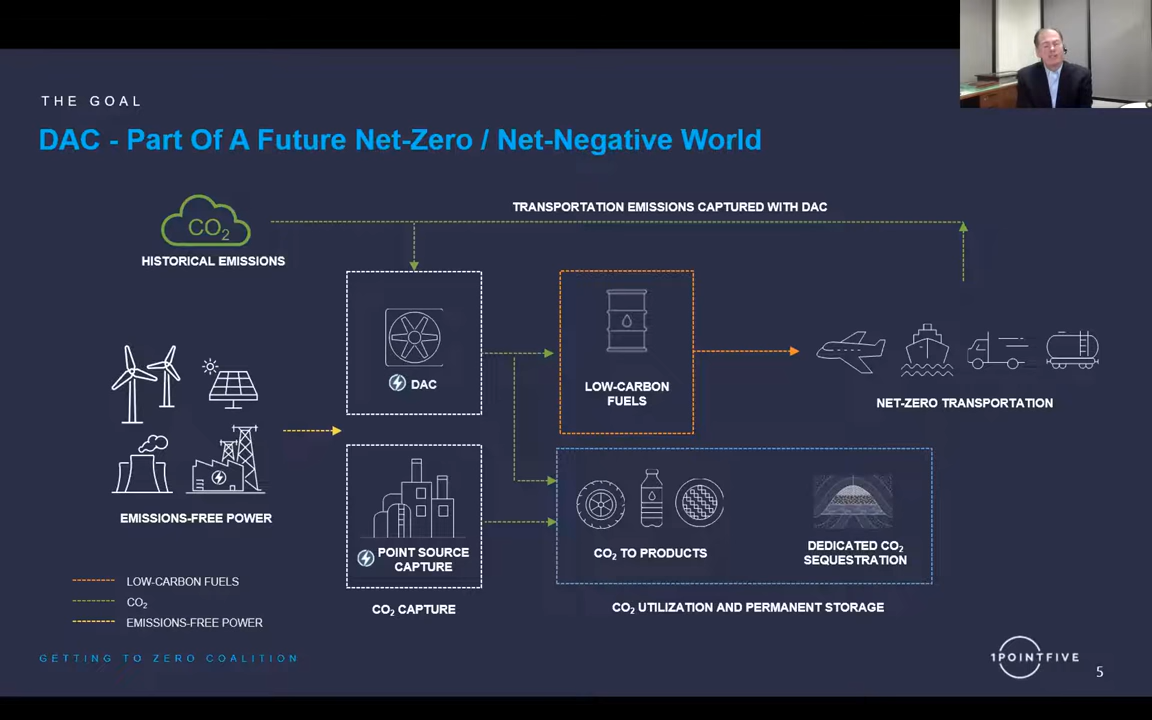 THE GOAL
DAC - Part Of A Future Net-Zero / Net-Negative World
TRANSPORTATION EMISSIONS CAPTURED WITH DAC
CO2
HISTORICAL EMISSIONS
DAC
LOW-CARBON
FUELS
NET-ZERO TRANSPORTATION
EMISSIONS-FREE POWER
POINT SOURCE
CAPTURE
CO2 CAPTURE
CO2 TO PRODUCTS
DEDICATED CO2
SEQUESTRATION
CO2 UTILIZATION AND PERMANENT STORAGE
LOW-CARBON FUELS
CO2
EMISSIONS-FREE POWER
GETTING TO ZERO COALITION
1POINTFIVE
5